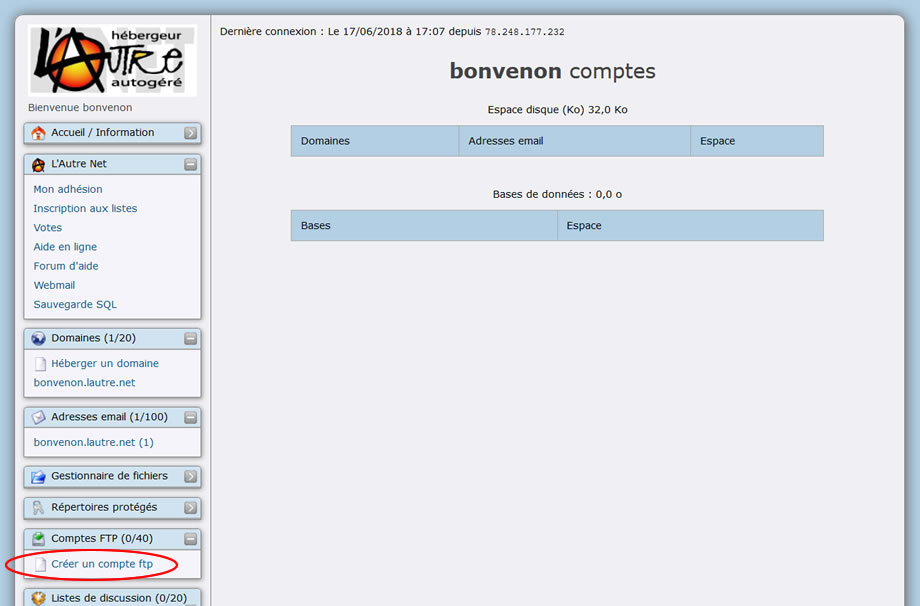 hébergeur
L'Autre
autogéré
Bienvenue bonvenon
Accueil / Information
L'Autre Net
Mon adhésion
Inscription aux listes
Votes
Aide en ligne
Forum d'aide
Webmail
Sauvegarde SQL
Domaines (1/20)
Héberger un domaine
bonvenon.lautre.net
Adresses email (1/100)
bonvenon.lautre.net (1)
Gestionnaire de fichiers
Répertoires protégés
Comptes FTP (0/40)
Créer un compte ftp
Listes de discussion (0/20)
Dernière connexion : Le 17/06/2018 à 17:07 depuis 78.248.177.232
bonvenon comptes
Espace disque (Ko) 32,0 Ko
Domaines Adresses email Espace
Bases de données : 0,0 o
Bases Espace